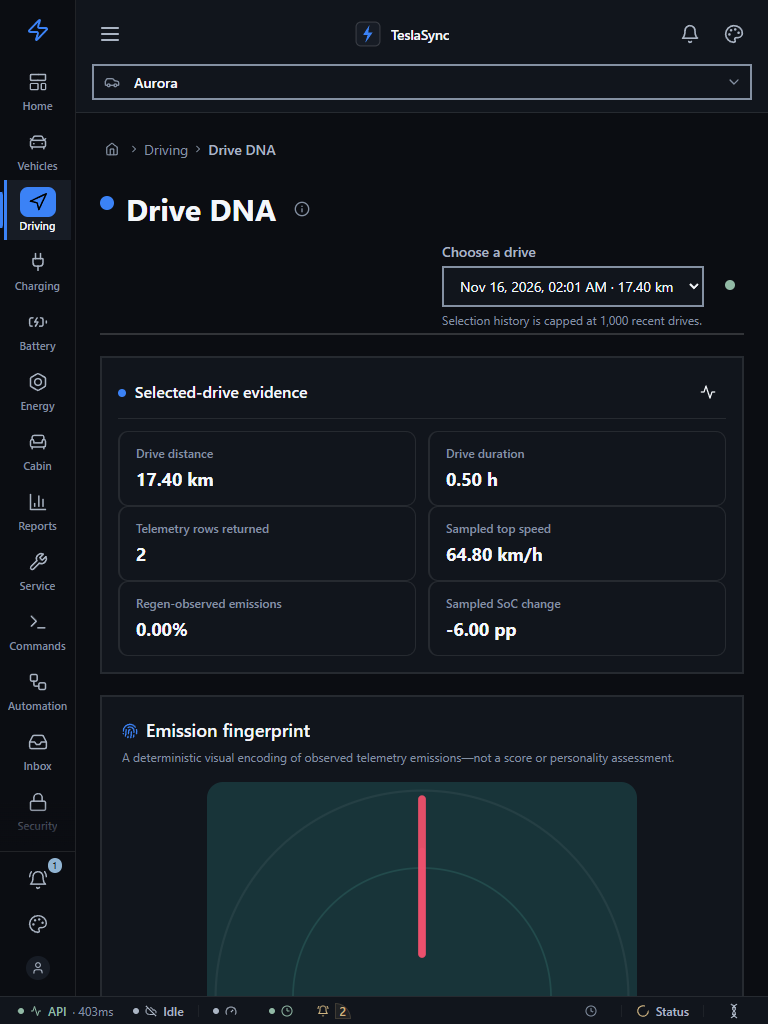 TeslaSync
Aurora
Home
Vehicles
Driving
Charging
Battery
Energy
Cabin
Reports
Service
Commands
Automation
Inbox
Security
1
Driving
Drive DNA
Drive DNA
Choose a drive
Nov 16, 2026, 02:01 AM · 17.40 km
Selection history is capped at 1,000 recent drives.
Selected-drive evidence
Drive distance
17.40 km
Drive duration
0.50 h
Telemetry rows returned
2
Sampled top speed
64.80 km/h
Regen-observed emissions
0.00%
Sampled SoC change
-6.00 pp
Emission fingerprint
A deterministic visual encoding of observed telemetry emissions—not a score or personality assessment.
API · 403ms
Idle
2
Status